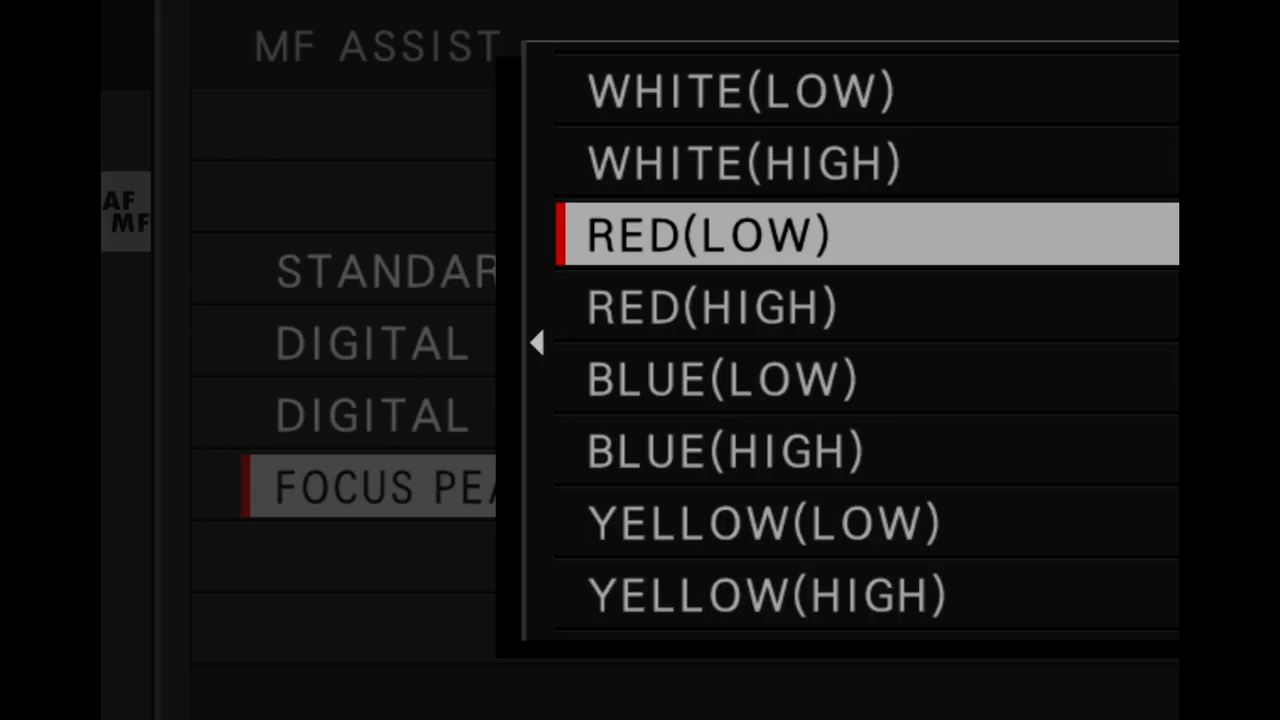 MF ASSIST
AF
MF
STANDAR
DIGITAL
DIGITAL
FOCUS PEA
WHITE(LOW)
WHITE(HIGH)
RED(LOW)
RED(HIGH)
BLUE(LOW)
BLUE(HIGH)
YELLOW(LOW)
YELLOW(HIGH)